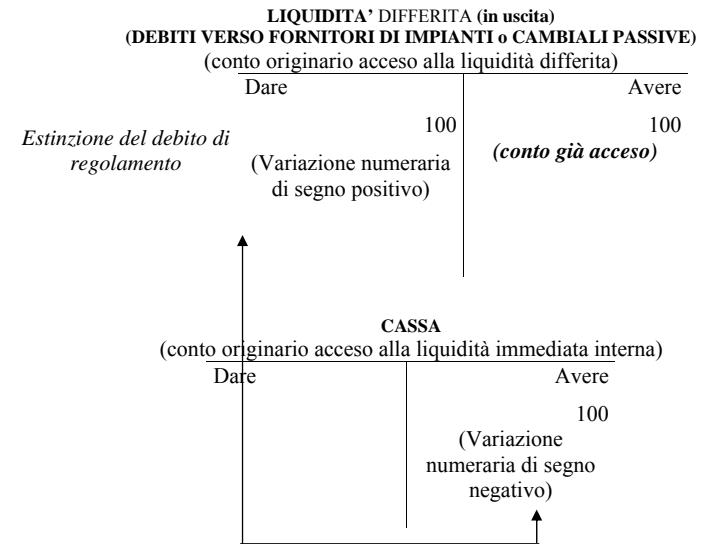 LIQUIDITA’ DIFFERITA (in uscita)
(DEBITI VERSO FORNITORI DI IMPIANTI o CAMBIALI PASSIVE)
(conto originario acceso alla liquidità differita)
Dare Avere
100 100
Estinzione del debito di
regolamento
(Variazione numeraria
di segno positivo)
(conto già acceso)
CASSA
(conto originario acceso alla liquidità immediata interna)
Dare Avere
100
(Variazione
numeraria di segno
negativo)